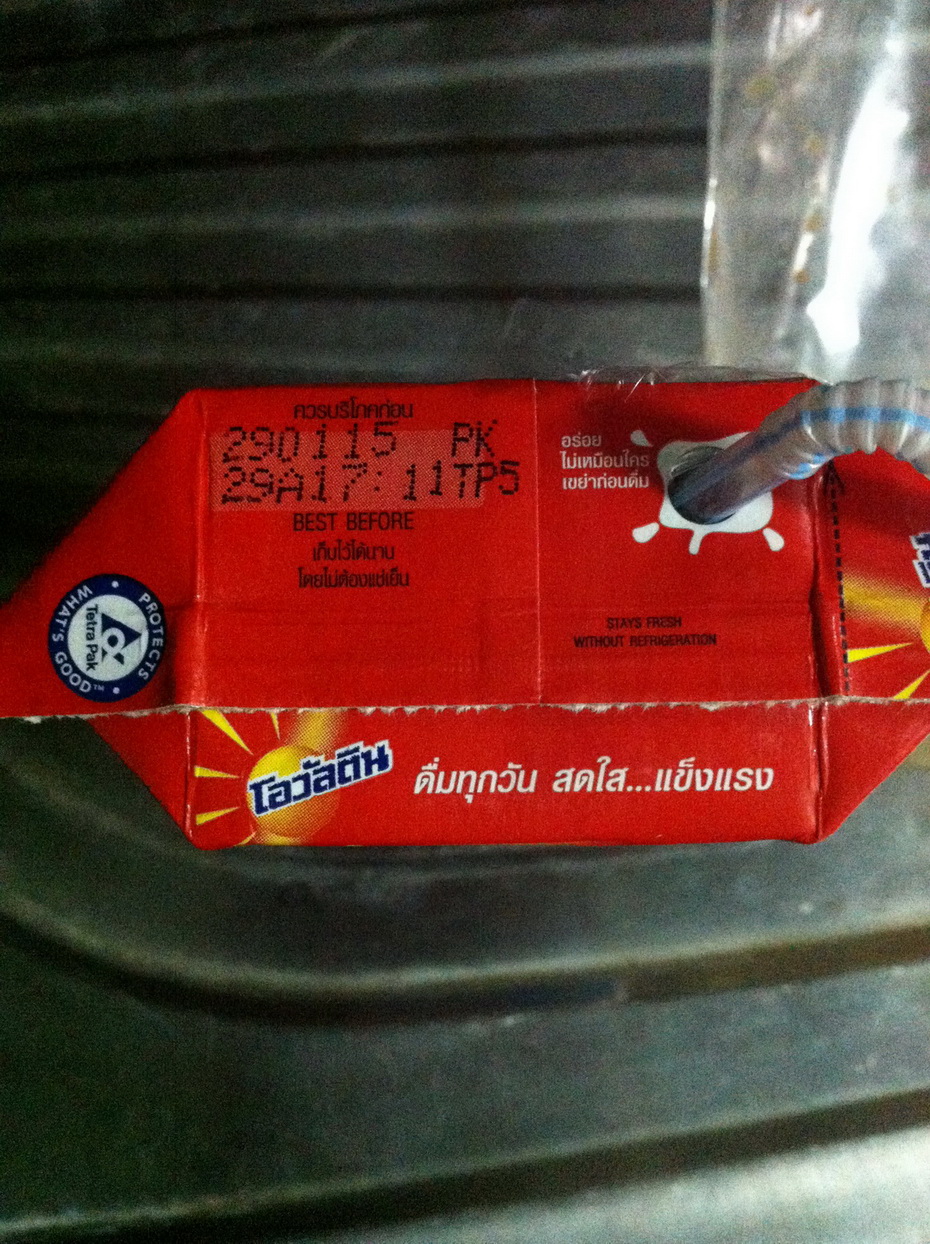 ควรบริโภคก่อน
290115 PK
29A17:11TP5
BEST BEFORE
เก็บไว้ได้นาน
โดยไม่ต้องแช่เย็น
อร่อย
ไม่เหมือนใคร
เขย่าก่อนดื่ม
STAYS FRESH
WITHOUT REFRIGERATION
PROTECTS
WHAT'S GOOD™
Tetra Pak
โอวัลติน
ดื่มทุกวัน สดใส...แข็งแรง